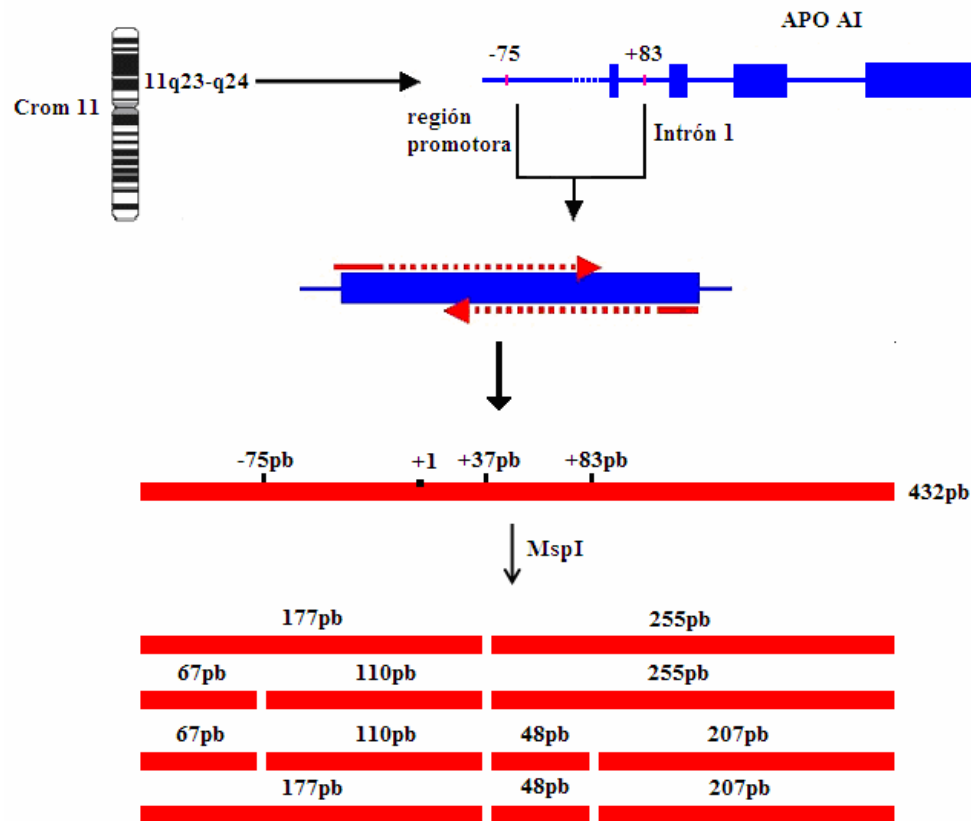 APO AI
-75
+83
11q23-q24
Crom 11
región
promotora
Intrón 1
-75pb
+1
+37pb
+83pb
432pb
MspI
177pb
255pb
67pb
110pb
255pb
67pb
110pb
48pb
207pb
177pb
48pb
207pb